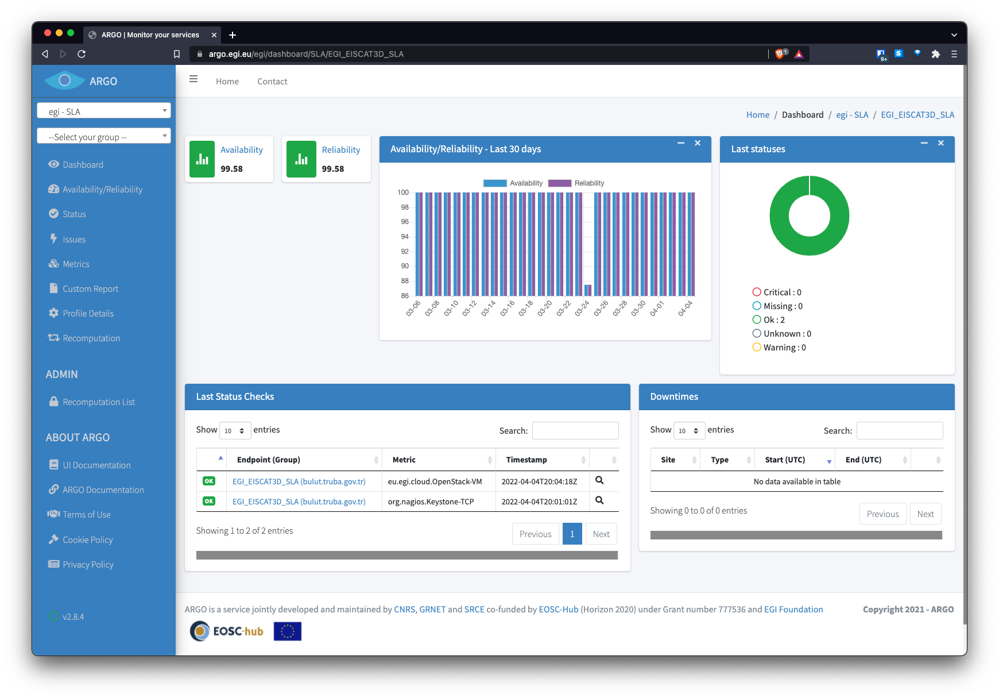 ARGO | Monitor your services
argo.egi.eu/egi/dashboard/SLA/EGI_EISCAT3D_SLA
1
9+
S
ARGO
egi - SLA
--Select your group --
Dashboard
Availability/Reliability
Status
Issues
Metrics
Custom Report
Profile Details
Recomputation
ADMIN
Recomputation List
ABOUT ARGO
UI Documentation
ARGO Documentation
Terms of Use
Cookie Policy
Privacy Policy
v2.8.4
Home Contact
Home / Dashboard / egi - SLA / EGI_EISCAT3D_SLA
Availability
99.58
Reliability
99.58
Availability/Reliability - Last 30 days
Availability Reliability
100
98
96
94
92
90
88
86
03-06 03-08 03-10 03-12 03-14 03-16 03-18 03-20 03-22 03-24 03-26 03-28 03-30 04-01 04-04
Last statuses
Critical : 0
Missing : 0
Ok : 2
Unknown : 0
Warning : 0
Last Status Checks
Show 10 entries Search:
Endpoint (Group) Metric Timestamp
OK EGI_EISCAT3D_SLA (bulut.truba.gov.tr) eu.egi.cloud.OpenStack-VM 2022-04-04T20:04:18Z
OK EGI_EISCAT3D_SLA (bulut.truba.gov.tr) org.nagios.Keystone-TCP 2022-04-04T20:01:01Z
Showing 1 to 2 of 2 entries
Previous 1 Next
Downtimes
Show 10 entries Search:
Site Type Start (UTC) End (UTC)
No data available in table
Showing 0 to 0 of 0 entries
Previous Next
ARGO is a service jointly developed and maintained by CNRS, GRNET and SRCE co-funded by EOSC-Hub (Horizon 2020) under Grant number 777536 and EGI Foundation
Copyright 2021 - ARGO
EOSC-hub